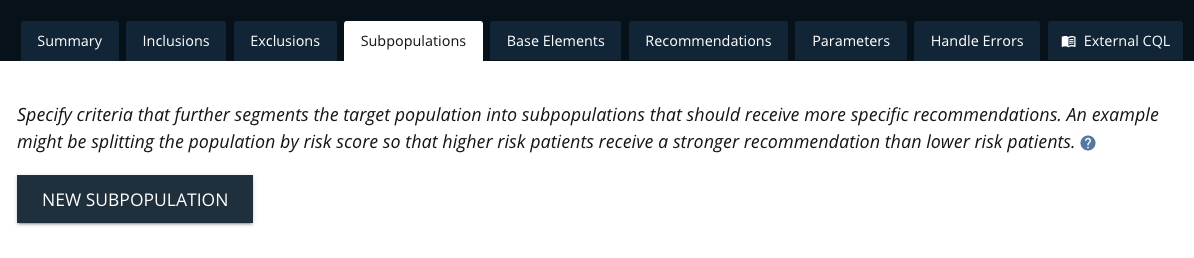 Summary Inclusions Exclusions Subpopulations Base Elements Recommendations Parameters Handle Errors External CQL
Specify criteria that further segments the target population into subpopulations that should receive more specific recommendations. An example
might be splitting the population by risk score so that higher risk patients receive a stronger recommendation than lower risk patients. ?
NEW SUBPOPULATION